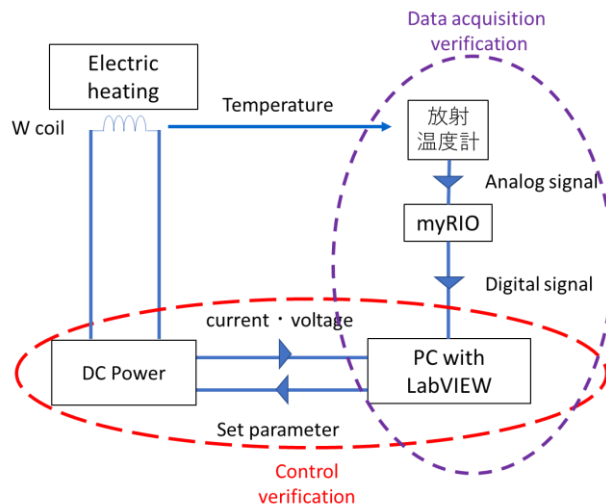 Data acquisition
verification
Electric
heating
W coil
Temperature
放射
温度計
Analog signal
myRIO
Digital signal
current・voltage
DC Power
PC with
LabVIEW
Set parameter
Control
verification